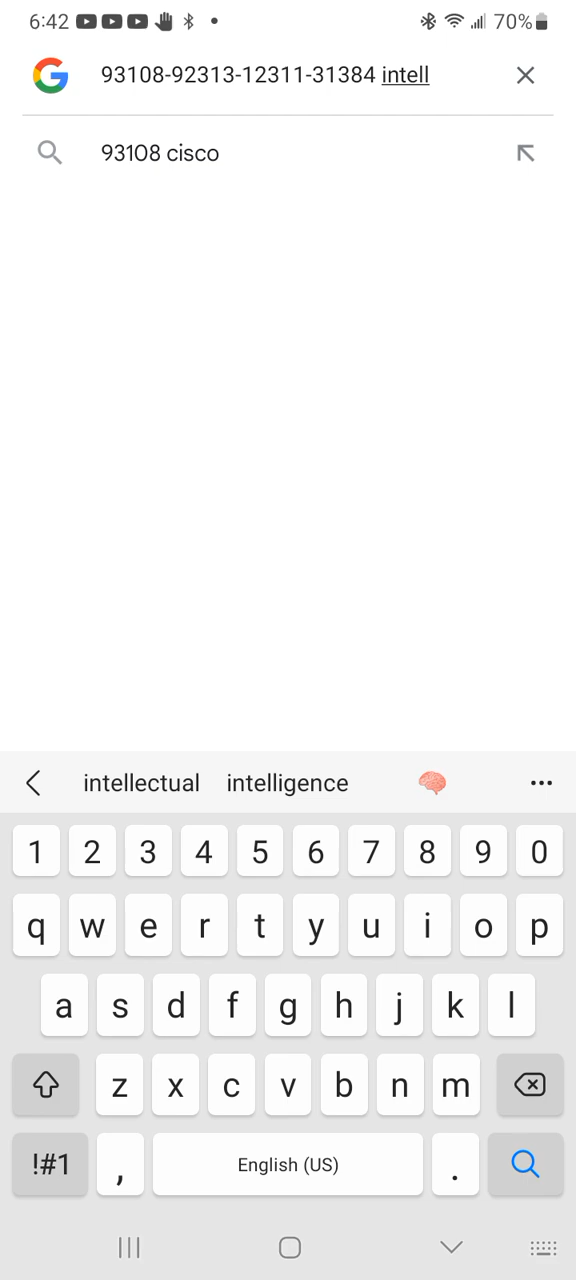 6:42 70%
93108-92313-12311-31384 intell
93108 cisco
intellectual intelligence
1 2 3 4 5 6 7 8 9 0
q w e r t y u i o p
a s d f g h j k l
z x c v b n m
!#1 , English (US) .